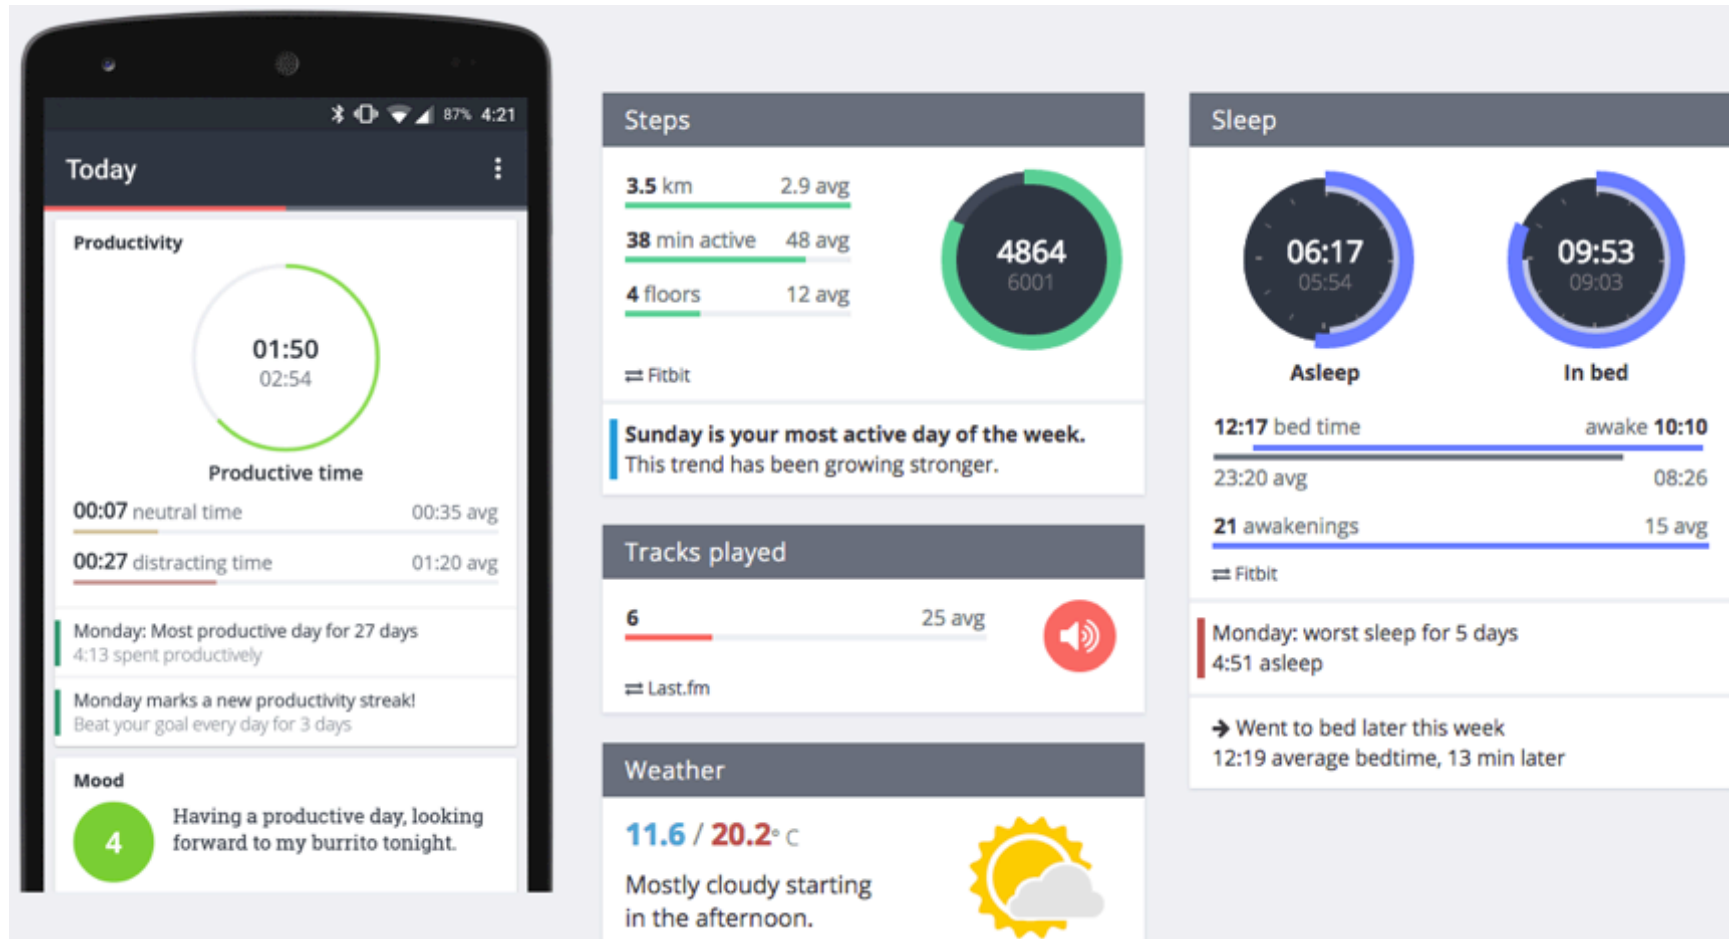 87% 4:21
Today
Productivity
01:50
02:54
Productive time
00:07 neutral time 00:35 avg
00:27 distracting time 01:20 avg
Monday: Most productive day for 27 days
4:13 spent productively
Monday marks a new productivity streak!
Beat your goal every day for 3 days
Mood
4
Having a productive day, looking
forward to my burrito tonight.
Steps
3.5 km 2.9 avg
38 min active 48 avg
4 floors 12 avg
4864
6001
Fitbit
Sunday is your most active day of the week.
This trend has been growing stronger.
Tracks played
6 25 avg
Last.fm
Weather
11.6 / 20.2° C
Mostly cloudy starting
in the afternoon.
Sleep
06:17
05:54
Asleep
09:53
09:03
In bed
12:17 bed time awake 10:10
23:20 avg 08:26
21 awakenings 15 avg
Fitbit
Monday: worst sleep for 5 days
4:51 asleep
Went to bed later this week
12:19 average bedtime, 13 min later